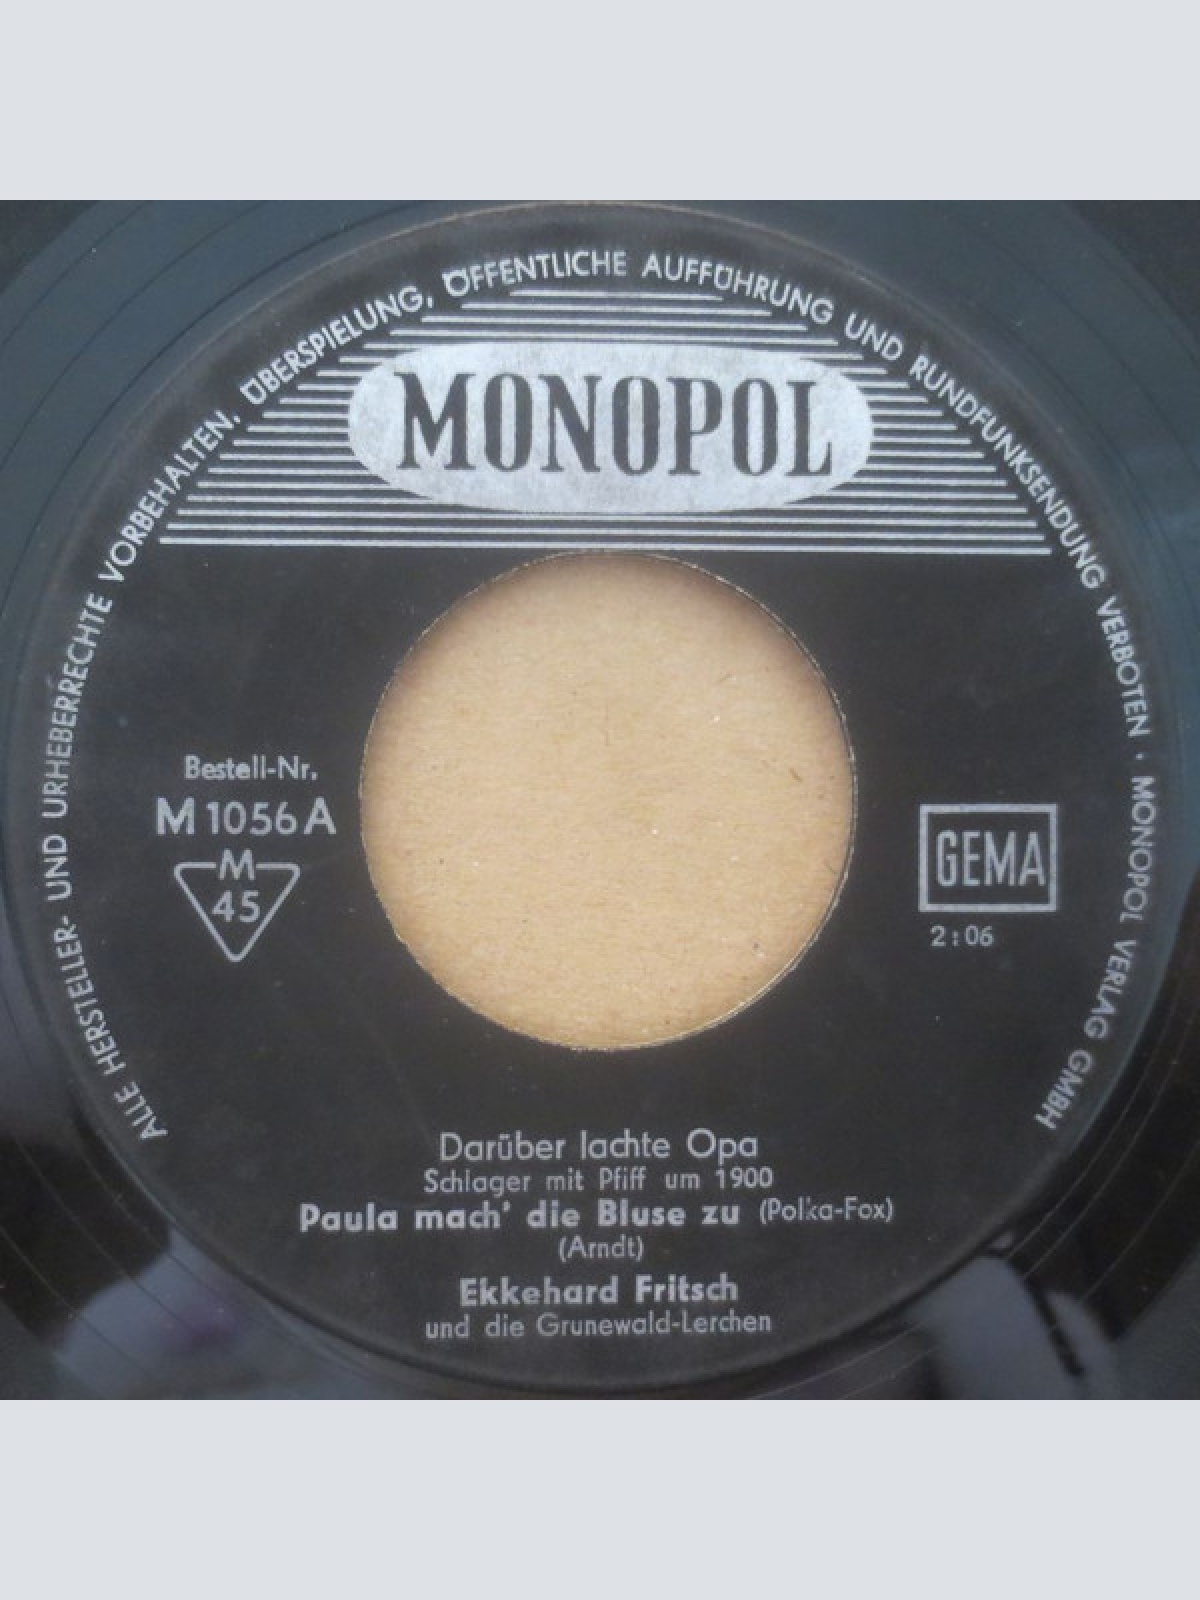 ALLE HERSTELLER- UND URHEBERRECHTE VORBEHALTEN. ÜBERSPIELUNG, ÖFFENTLICHE AUFFÜHRUNG UND RUNDFUNKSENDUNG VERBOTEN · MONOPOL VERLAG GMBH
MONOPOL
Bestell-Nr.
M 1056 A
M
45
GEMA
2:06
Darüber lachte Opa
Schlager mit Pfiff um 1900
Paula mach' die Bluse zu (Polka-Fox)
(Arndt)
Ekkehard Fritsch
und die Grunewald-Lerchen